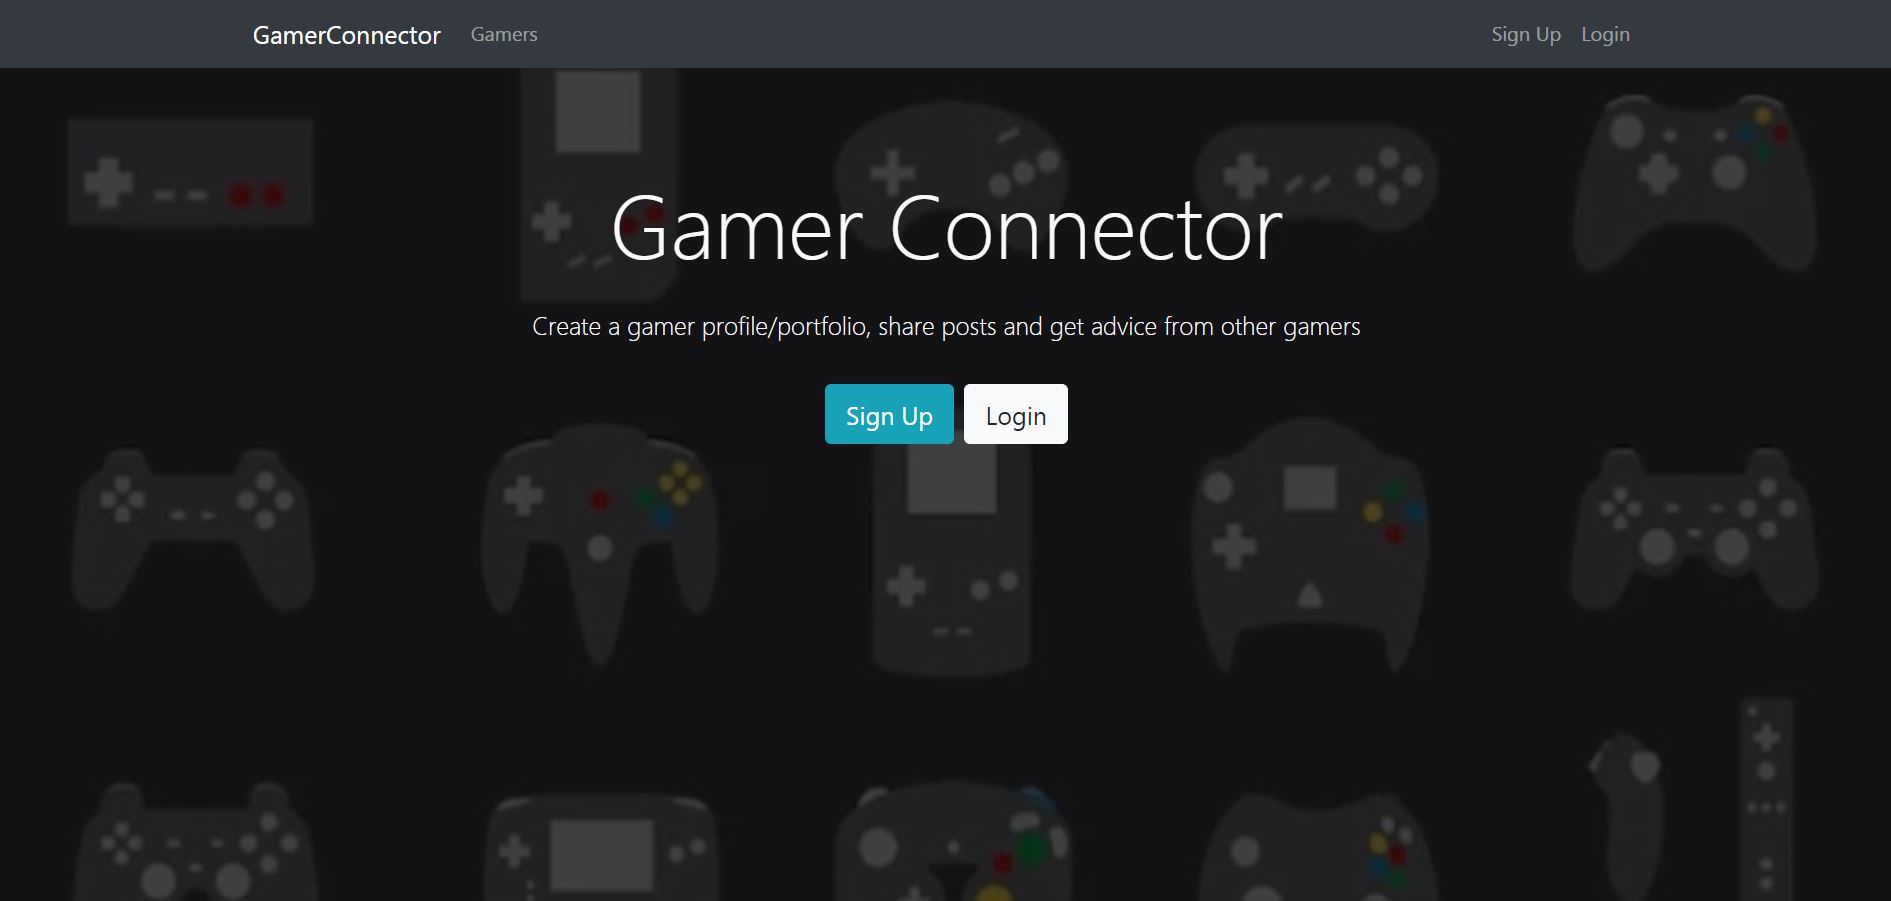 GamerConnector Gamers Sign Up Login
Gamer Connector
Create a gamer profile/portfolio, share posts and get advice from other gamers
Sign Up Login